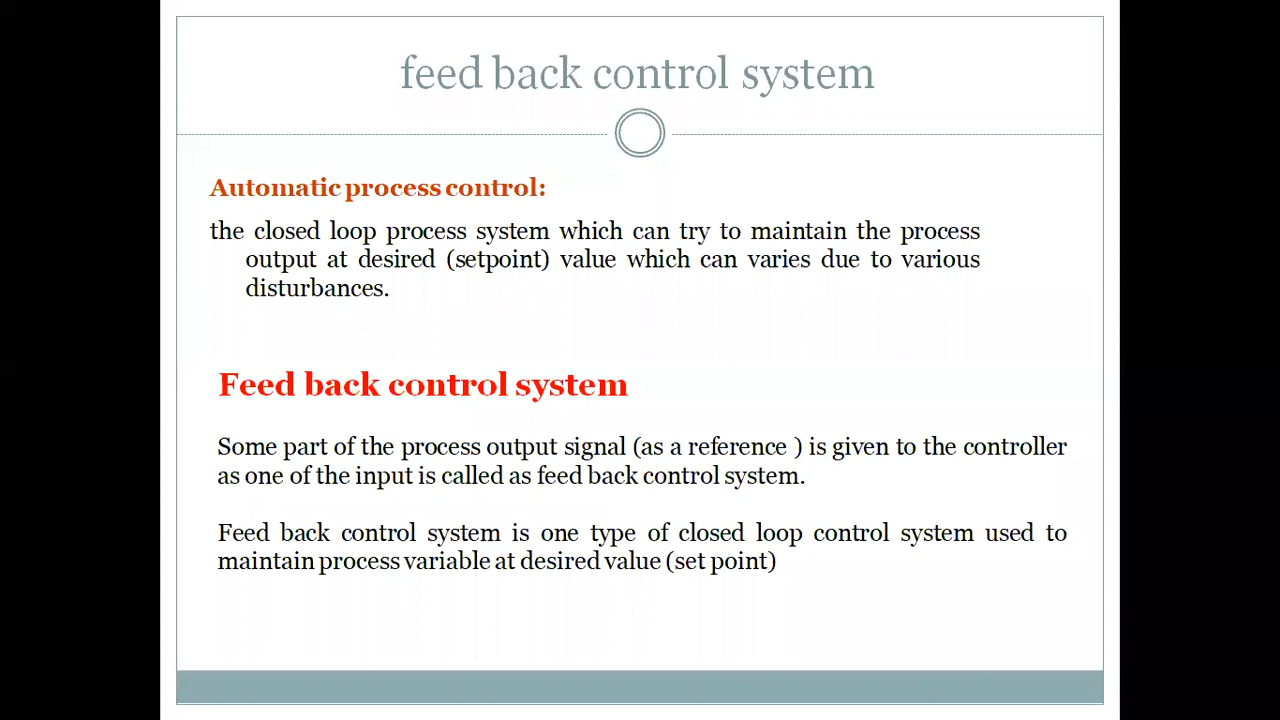 feed back control system
Automatic process control:
the closed loop process system which can try to maintain the process
output at desired (setpoint) value which can varies due to various
disturbances.
Feed back control system
Some part of the process output signal (as a reference ) is given to the controller
as one of the input is called as feed back control system.
Feed back control system is one type of closed loop control system used to
maintain process variable at desired value (set point)